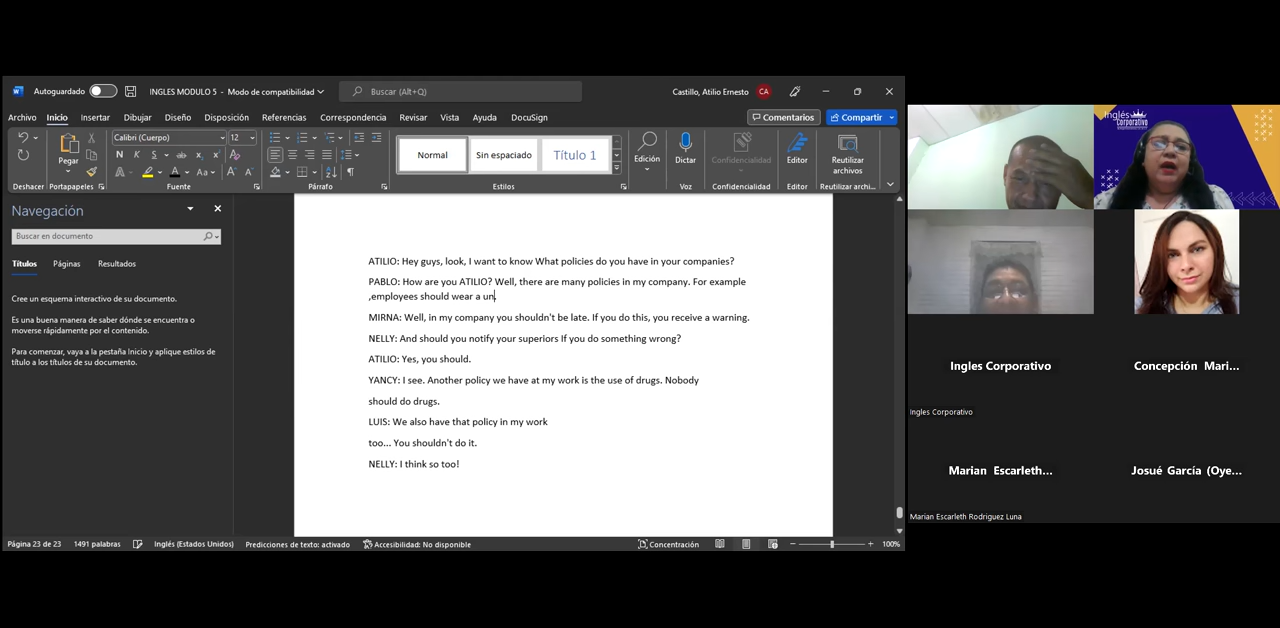 Autoguardado
INGLES MODULO 5 - Modo de compatibilidad
Buscar (Alt+Q)
Castillo, Atilio Ernesto
CA
Archivo Inicio Insertar Dibujar Diseño Disposición Referencias Correspondencia Revisar Vista Ayuda DocuSign
Comentarios
Compartir
Pegar
Calibri (Cuerpo) 12
N K S ab x x
A A Aa A A
Normal
Sin espaciado
Título 1
Edición
Dictar
Confidencialidad
Editor
Reutilizar archivos
Deshacer Portapapeles Fuente Párrafo Estilos Voz Confidencialidad Editor Reutilizar archi...
Navegación
Buscar en documento
Títulos Páginas Resultados
Cree un esquema interactivo de su documento.
Es una buena manera de saber dónde se encuentra o
moverse rápidamente por el contenido.
Para comenzar, vaya a la pestaña Inicio y aplique estilos de
título a los títulos de su documento.
ATILIO: Hey guys, look, I want to know What policies do you have in your companies?
PABLO: How are you ATILIO? Well, there are many policies in my company. For example
,employees should wear a un
MIRNA: Well, in my company you shouldn't be late. If you do this, you receive a warning.
NELLY: And should you notify your superiors If you do something wrong?
ATILIO: Yes, you should.
YANCY: I see. Another policy we have at my work is the use of drugs. Nobody
should do drugs.
LUIS: We also have that policy in my work
too... You shouldn't do it.
NELLY: I think so too!
Página 23 de 23 1491 palabras Inglés (Estados Unidos) Predicciones de texto: activado Accesibilidad: No disponible Concentración 100%
Inglés
Corporativo
Ingles Corporativo
Concepción Mari...
Ingles Corporativo
Marian Escarleth...
Josué García (Oye...
Marian Escarleth Rodriguez Luna